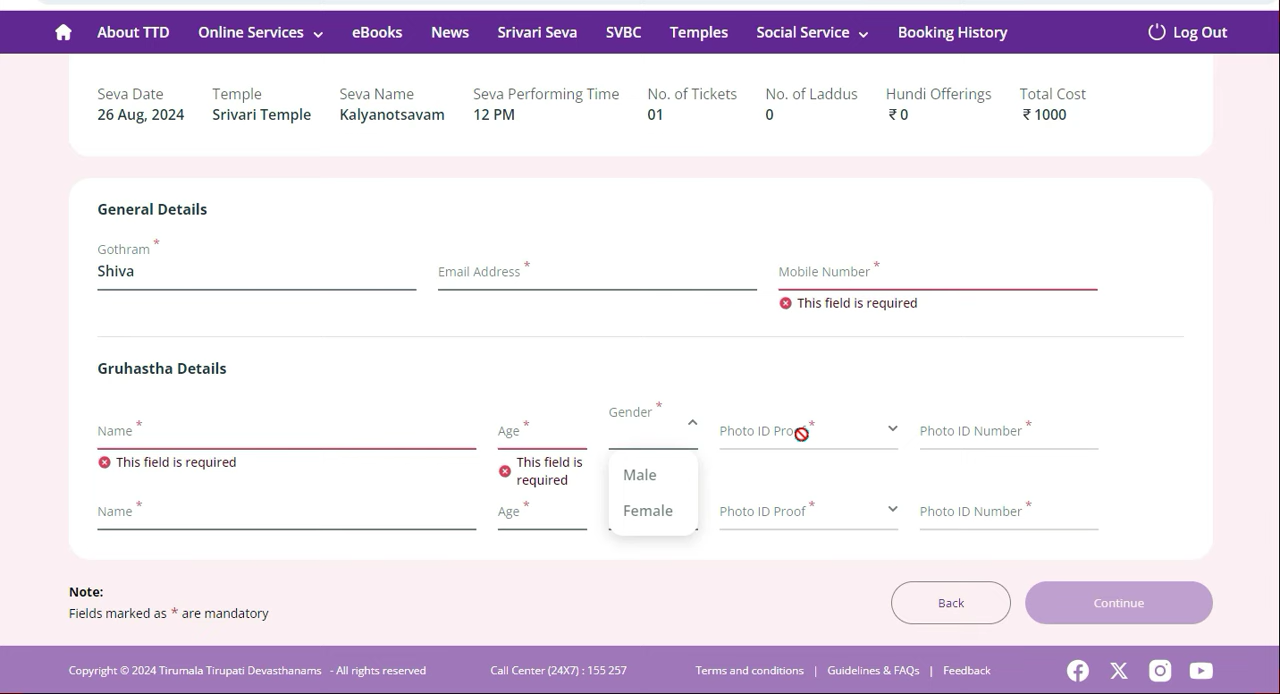 About TTD Online Services eBooks News Srivari Seva SVBC Temples Social Service Booking History Log Out
Seva Date Temple Seva Name Seva Performing Time No. of Tickets No. of Laddus Hundi Offerings Total Cost
26 Aug, 2024 Srivari Temple Kalyanotsavam 12 PM 01 0 ₹ 0 ₹ 1000
General Details
Gothram *
Shiva Email Address * Mobile Number *
This field is required
Gruhastha Details
Gender *
Name * Age * Photo ID Proof * Photo ID Number *
This field is required This field is required
Male
Female
Name * Age * Photo ID Proof * Photo ID Number *
Note:
Fields marked as * are mandatory
Back Continue
Copyright © 2024 Tirumala Tirupati Devasthanams - All rights reserved Call Center (24X7) : 155 257 Terms and conditions | Guidelines & FAQs | Feedback